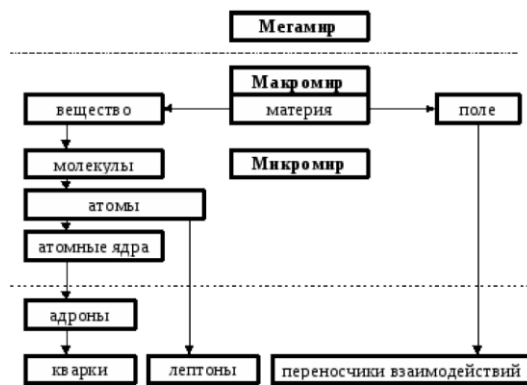 Мегамир
Макромир
вещество
материя
поле
молекулы
Микромир
атомы
атомные ядра
адроны
кварки
лептоны
переносчики взаимодействий